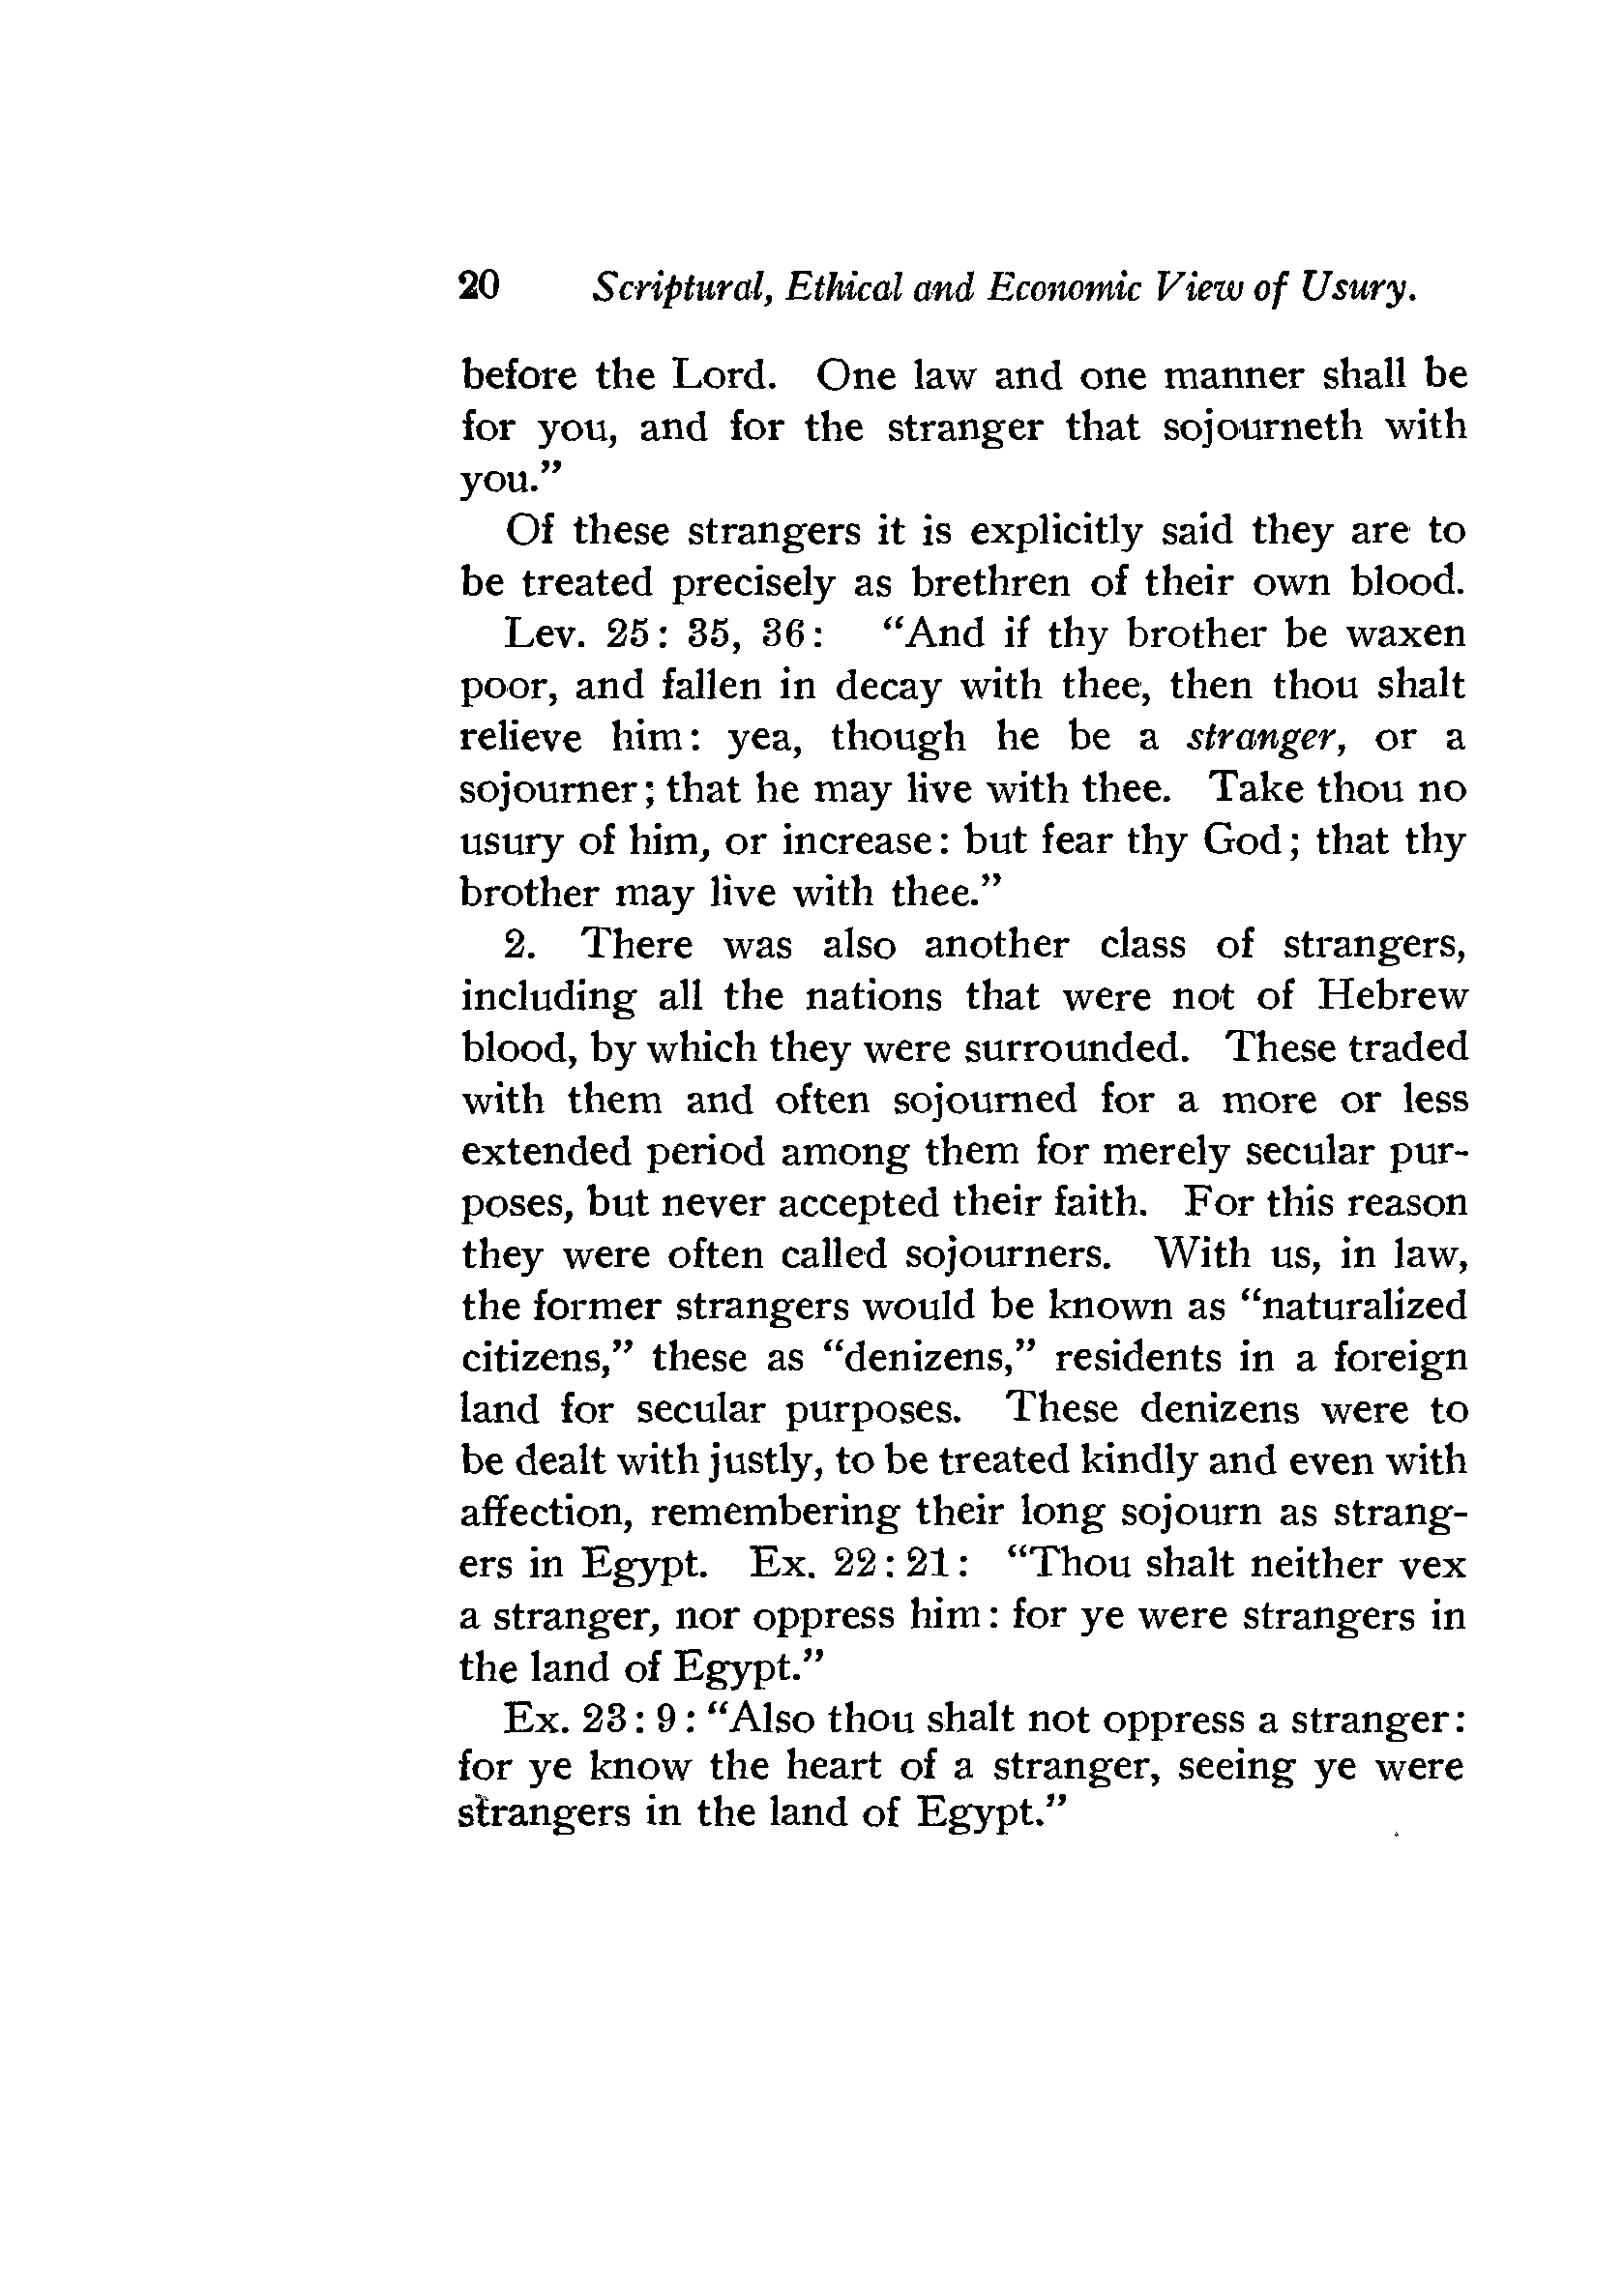 20 Scriptural, Ethical and Economic View of Usury.
before the Lord. One law and one manner shall be
for you, and for the stranger that sojourneth with
you.”
Of these strangers it is explicitly said they are to
be treated precisely as brethren of their own blood.
Lev. 25: 35, 36: “And if thy brother be waxen
poor, and fallen in decay with thee, then thou shalt
relieve him: yea, though he be a stranger, or a
sojourner; that he may live with thee. Take thou no
usury of him, or increase: but fear thy God; that thy
brother may live with thee.”
2. There was also another class of strangers,
including all the nations that were not of Hebrew
blood, by which they were surrounded. These traded
with them and often sojourned for a more or less
extended period among them for merely secular pur-
poses, but never accepted their faith. For this reason
they were often called sojourners. With us, in law,
the former strangers would be known as “naturalized
citizens,” these as “denizens,” residents in a foreign
land for secular purposes. These denizens were to
be dealt with justly, to be treated kindly and even with
affection, remembering their long sojourn as strang-
ers in Egypt. Ex. 22: 21: “Thou shalt neither vex
a stranger, nor oppress him: for ye were strangers in
the land of Egypt.”
Ex. 23: 9: “Also thou shalt not oppress a stranger:
for ye know the heart of a stranger, seeing ye were
strangers in the land of Egypt.”